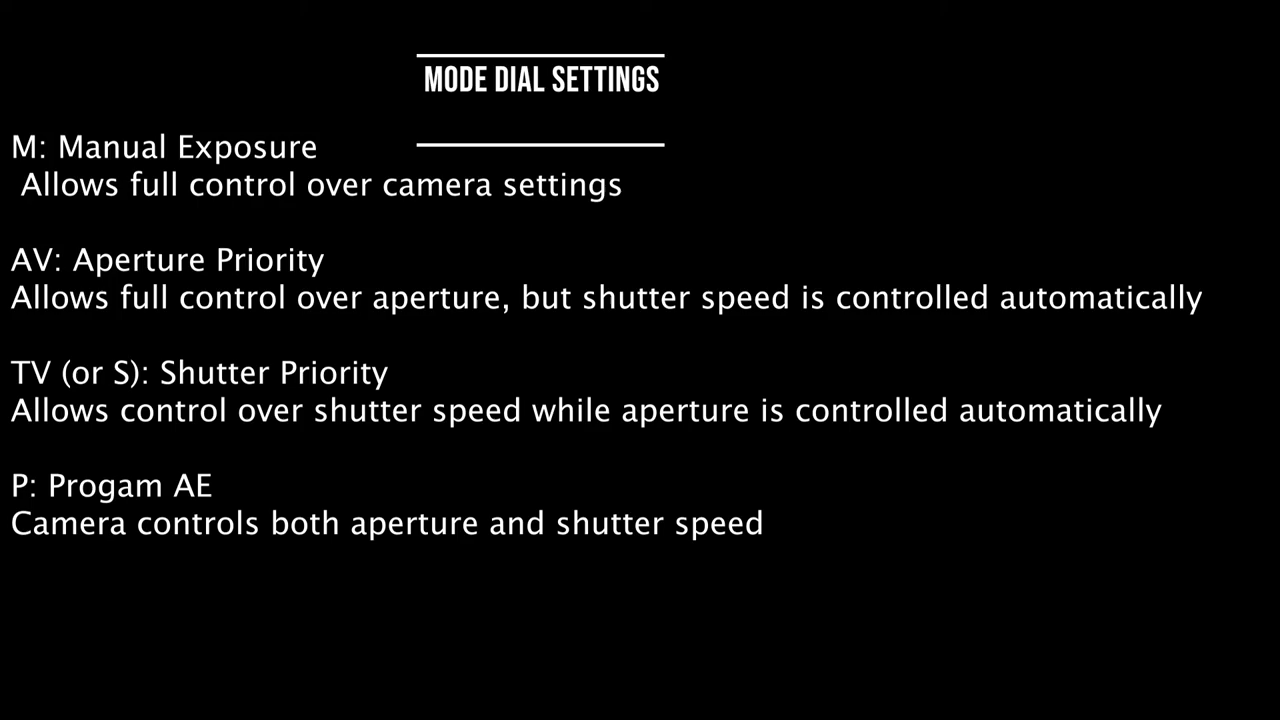 MODE DIAL SETTINGS
M: Manual Exposure
Allows full control over camera settings
AV: Aperture Priority
Allows full control over aperture, but shutter speed is controlled automatically
TV (or S): Shutter Priority
Allows control over shutter speed while aperture is controlled automatically
P: Progam AE
Camera controls both aperture and shutter speed